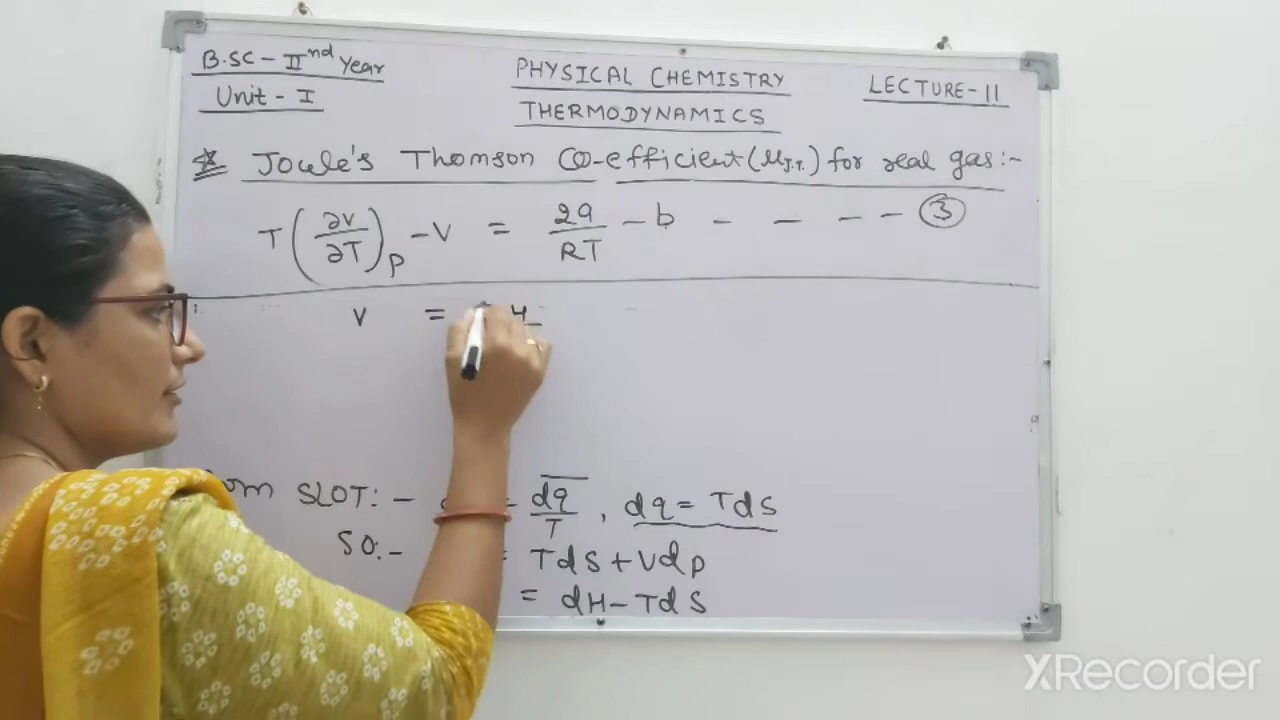 B.SC - IInd Year
Unit - I
PHYSICAL CHEMISTRY
THERMODYNAMICS
LECTURE-11
Joule's Thomson CO-efficient (μJ.T.) for real gas:-
T(∂V/∂T)P - V = 2a/RT - b - - - - ③
V =
SLOT:- = dq/T , dq = TdS
SO:- = TdS + Vdp
= dH - TdS
XRecorder